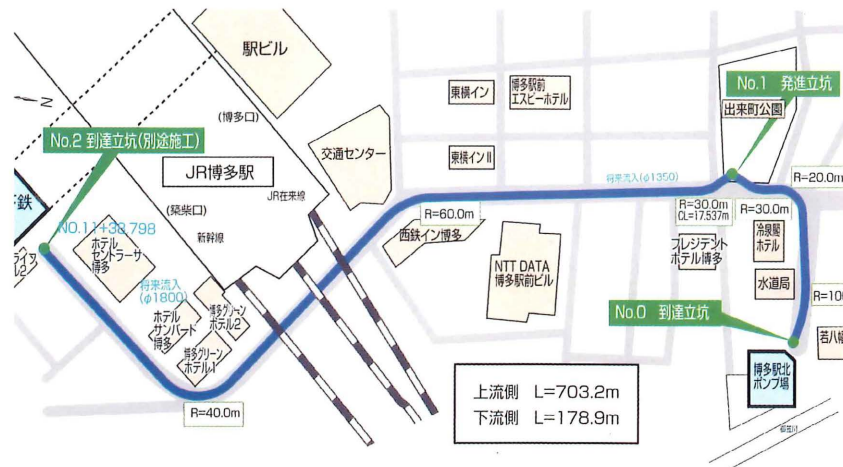 駅ビル
(博多口)
N
No.2 到達立坑(別途施工)
JR博多駅
JR在来線
(築紫口)
新幹線
交通センター
東横イン
東横インⅡ
博多駅前
エスピーホテル
No.1 発進立坑
出来町公園
将来流入(φ1350)
R=20.0m
R=30.0m
CL=17.537m
R=30.0m
R=60.0m
西鉄イン博多
NTT DATA
博多駅前ビル
プレジデント
ホテル博多
冷泉閣
ホテル
水道局
No.0 到達立坑
R=100
若八幡
博多駅北
ポンプ場
鉄
NO.11+38.798
ホテル
セントラーザ
博多
将来流入
(φ1800)
ホテル
サンバード
博多
博多グリーン
ホテル2
博多グリーン
ホテル1
R=40.0m
上流側 L=703.2m
下流側 L=178.9m